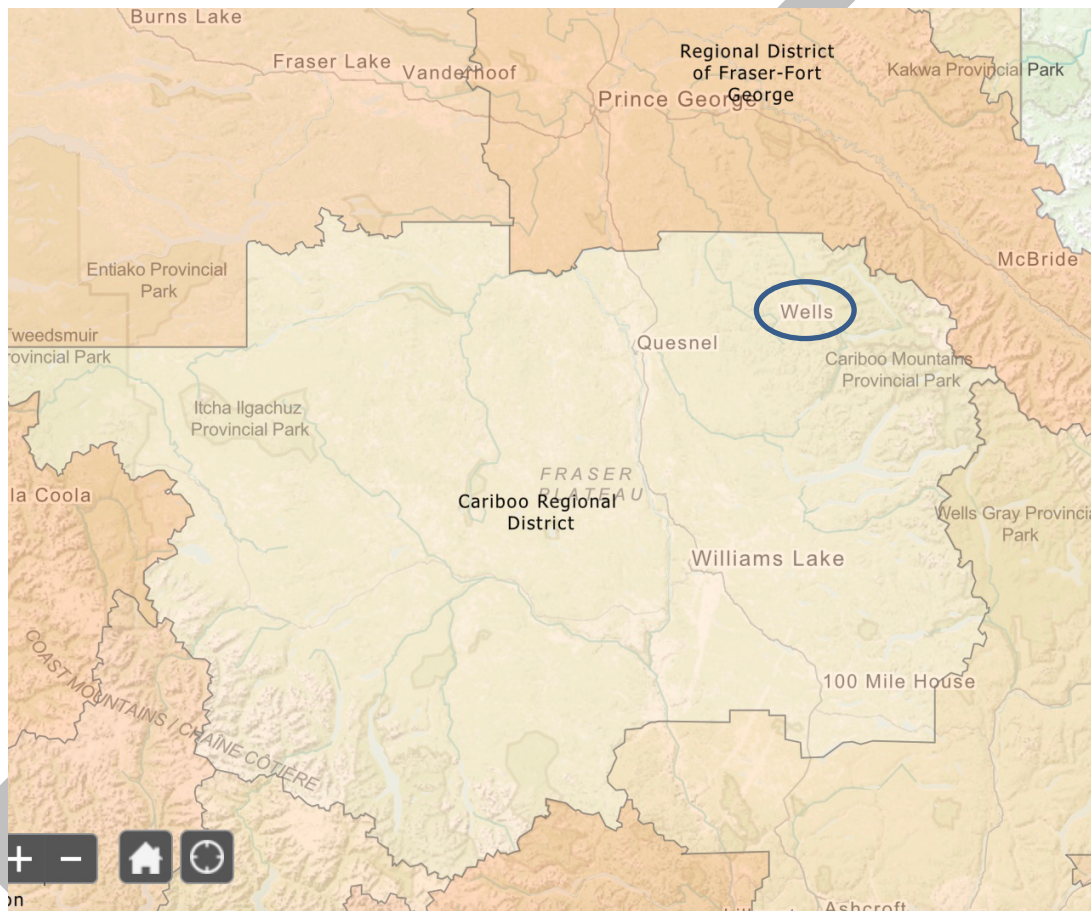 Burns Lake
Fraser Lake
Vanderhoof
Regional District
of Fraser-Fort
George
Prince George
Kakwa Provincial Park
McBride
Entiako Provincial
Park
Tweedsmuir
rovincial Park
Wells
Quesnel
Cariboo Mountains
Provincial Park
Itcha Ilgachuz
Provincial Park
FRASER
PLATEAU
Cariboo Regional
District
la Coola
Wells Gray Provincia
Park
Williams Lake
100 Mile House
COAST MOUNTAINS / CHAÎNE CÔTIÈRE
+ −
on
Ashcroft